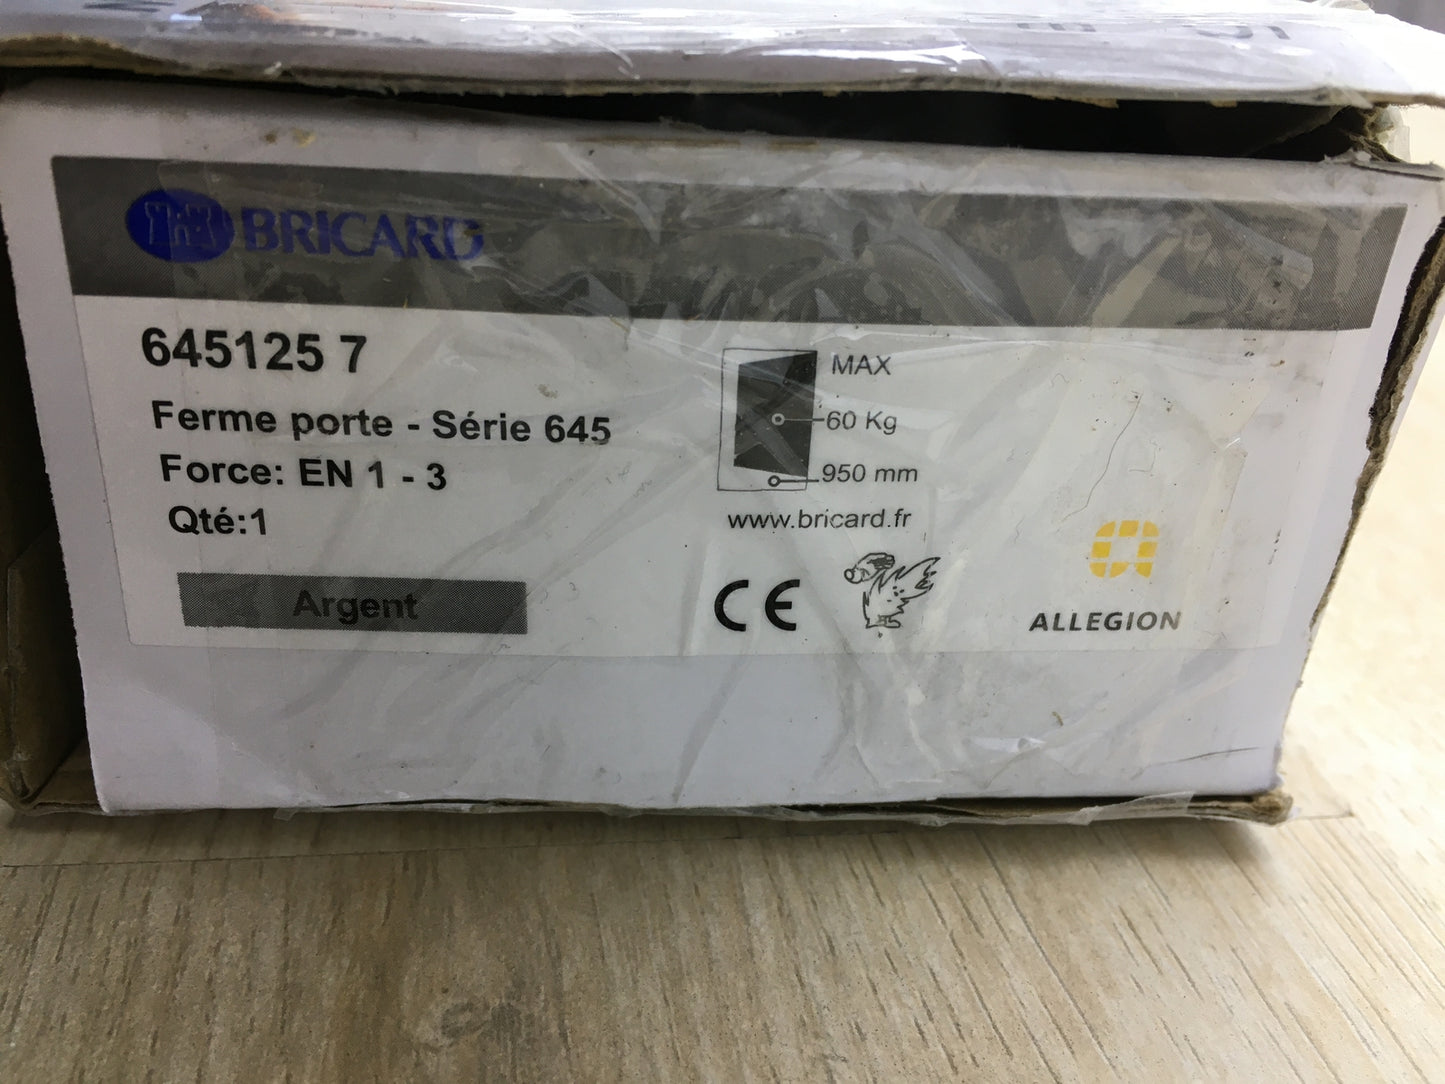 BRICARD
645125 7
Ferme porte - Série 645
Force: EN 1 - 3
Qté:1
Argent
MAX
60 Kg
950 mm
www.bricard.fr
CE
ALLEGION